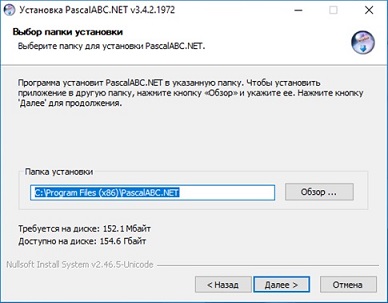 Установка PascalABC.NET v3.4.2.1972
Выбор папки установки
Выберите папку для установки PascalABC.NET.
Программа установит PascalABC.NET в указанную папку. Чтобы установить
приложение в другую папку, нажмите кнопку «Обзор» и укажите ее. Нажмите кнопку
'Далее' для продолжения.
Папка установки
C:\Program Files (x86)\PascalABC.NET
Обзор ...
Требуется на диске: 152.1 Мбайт
Доступно на диске: 154.6 Гбайт
Nullsoft Install System v2.46.5-Unicode
< Назад
Далее >
Отмена